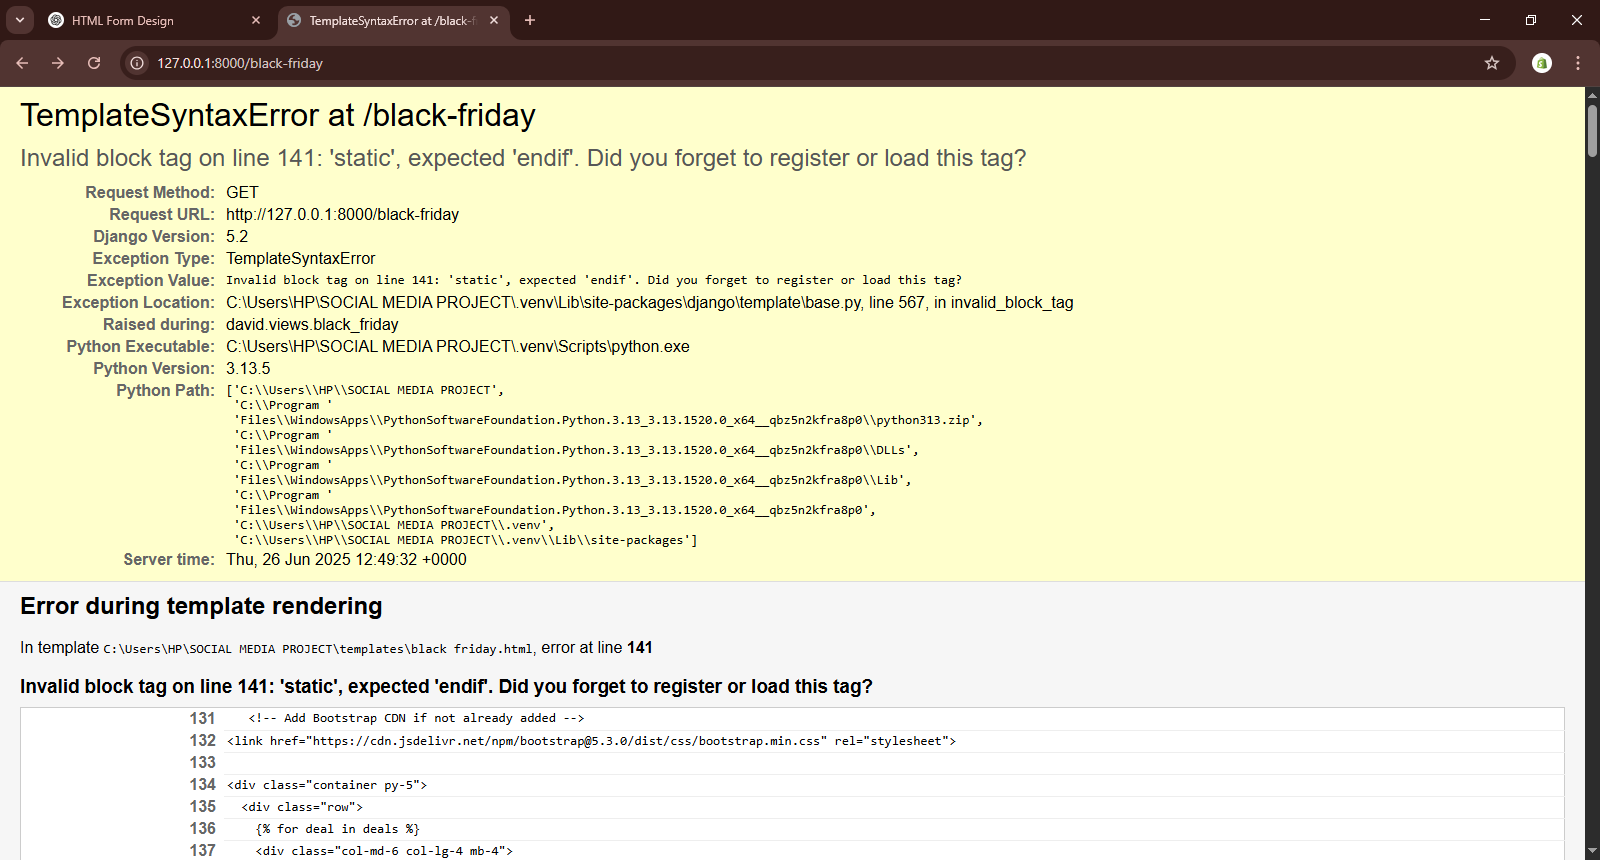 HTML Form Design
TemplateSyntaxError at /black-f
127.0.0.1:8000/black-friday
TemplateSyntaxError at /black-friday
Invalid block tag on line 141: 'static', expected 'endif'. Did you forget to register or load this tag?
Request Method: GET
Request URL: http://127.0.0.1:8000/black-friday
Django Version: 5.2
Exception Type: TemplateSyntaxError
Exception Value: Invalid block tag on line 141: 'static', expected 'endif'. Did you forget to register or load this tag?
Exception Location: C:\Users\HP\SOCIAL MEDIA PROJECT\.venv\Lib\site-packages\django\template\base.py, line 567, in invalid_block_tag
Raised during: david.views.black_friday
Python Executable: C:\Users\HP\SOCIAL MEDIA PROJECT\.venv\Scripts\python.exe
Python Version: 3.13.5
Python Path: ['C:\\Users\\HP\\SOCIAL MEDIA PROJECT',
'C:\\Program '
'Files\\WindowsApps\\PythonSoftwareFoundation.Python.3.13_3.13.1520.0_x64__qbz5n2kfra8p0\\python313.zip',
'C:\\Program '
'Files\\WindowsApps\\PythonSoftwareFoundation.Python.3.13_3.13.1520.0_x64__qbz5n2kfra8p0\\DLLs',
'C:\\Program '
'Files\\WindowsApps\\PythonSoftwareFoundation.Python.3.13_3.13.1520.0_x64__qbz5n2kfra8p0\\Lib',
'C:\\Program '
'Files\\WindowsApps\\PythonSoftwareFoundation.Python.3.13_3.13.1520.0_x64__qbz5n2kfra8p0',
'C:\\Users\\HP\\SOCIAL MEDIA PROJECT\\.venv',
'C:\\Users\\HP\\SOCIAL MEDIA PROJECT\\.venv\\Lib\\site-packages']
Server time: Thu, 26 Jun 2025 12:49:32 +0000
Error during template rendering
In template C:\Users\HP\SOCIAL MEDIA PROJECT\templates\black friday.html, error at line 141
Invalid block tag on line 141: 'static', expected 'endif'. Did you forget to register or load this tag?
131 <!-- Add Bootstrap CDN if not already added -->
132 <link href="https://cdn.jsdelivr.net/npm/bootstrap@5.3.0/dist/css/bootstrap.min.css" rel="stylesheet">
133
134 <div class="container py-5">
135 <div class="row">
136 {% for deal in deals %}
137 <div class="col-md-6 col-lg-4 mb-4">